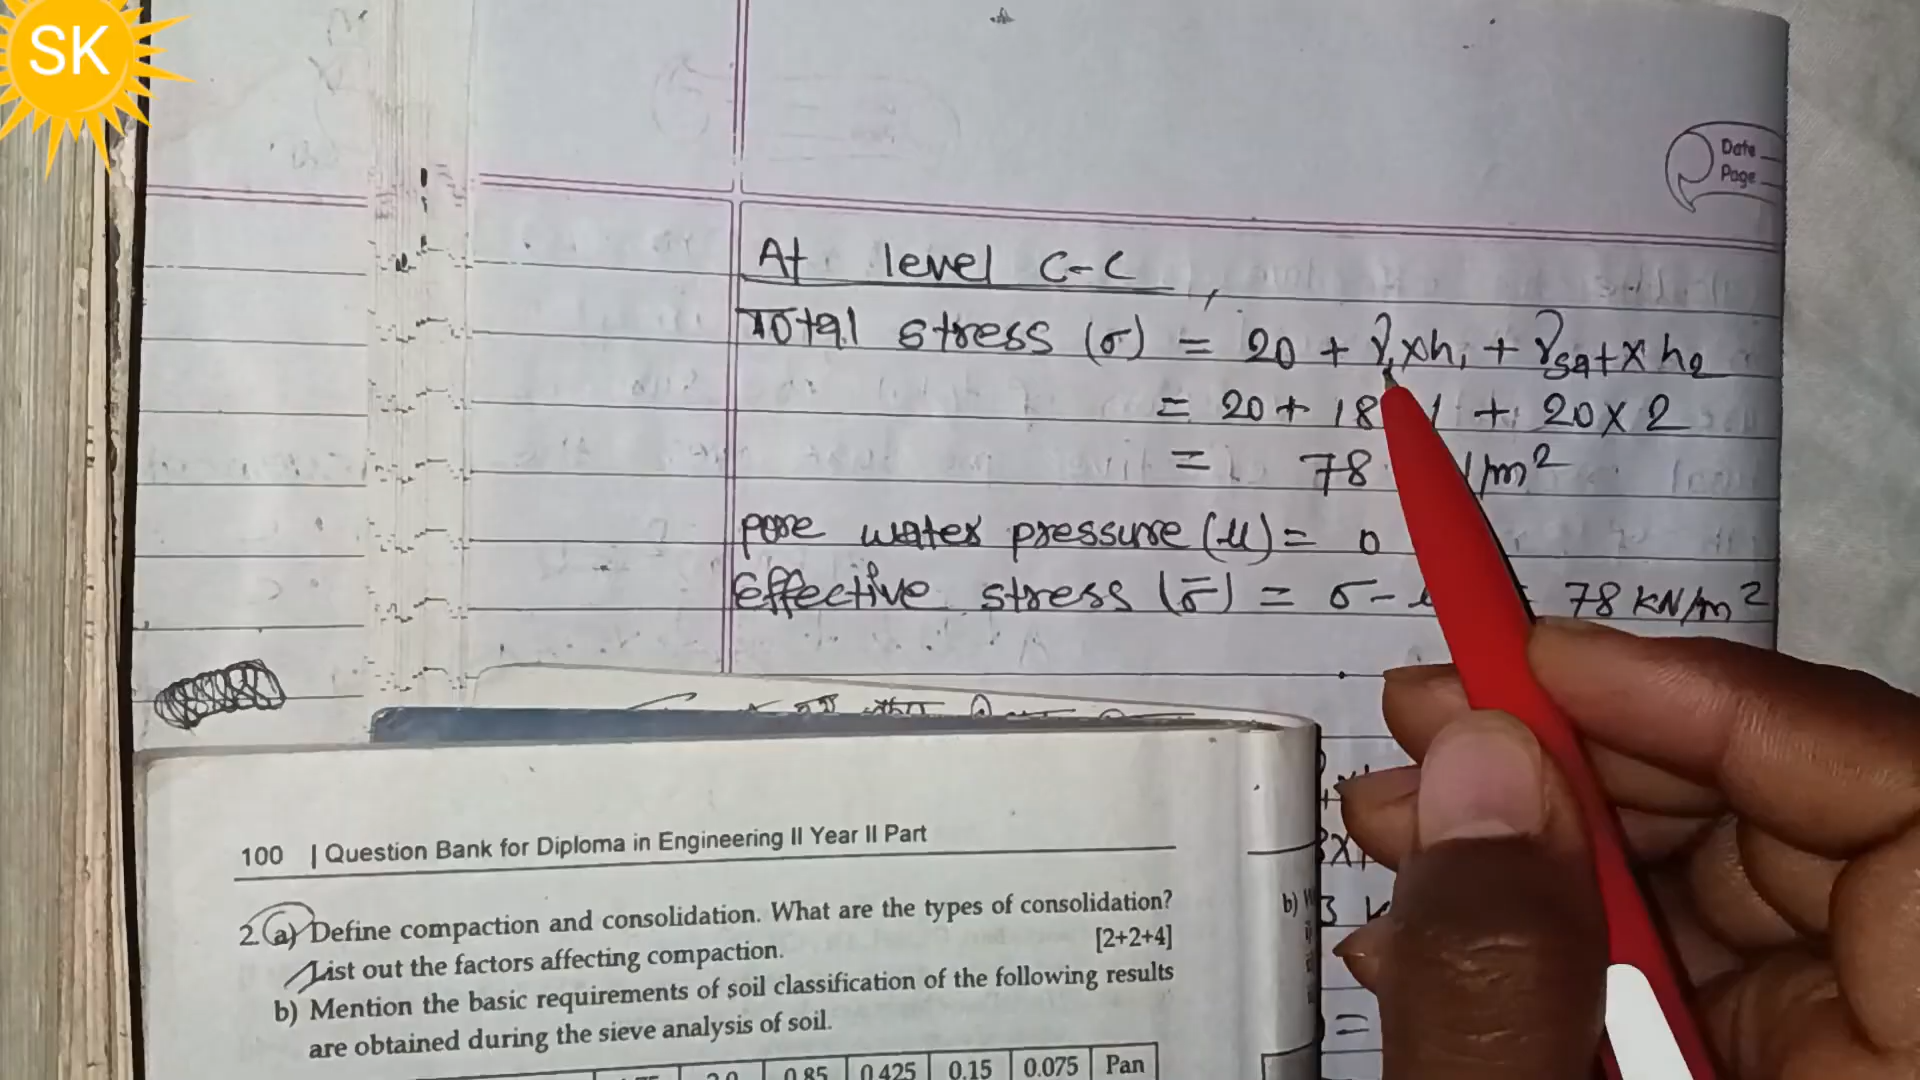 SK
Date
Page
At level C-C,
Total stress (σ) = 20 + γ₁xh₁ + γsat x h₂
= 20 + 18 1 + 20 x 2
= 78 /m²
pore water pressure (u) = 0
effective stress (σ̅) = σ - = 78 KN/m²
100 | Question Bank for Diploma in Engineering II Year II Part
2. a) Define compaction and consolidation. What are the types of consolidation?
List out the factors affecting compaction. [2+2+4]
b) Mention the basic requirements of soil classification of the following results
are obtained during the sieve analysis of soil.
0.85 0.425 0.15 0.075 Pan
b)